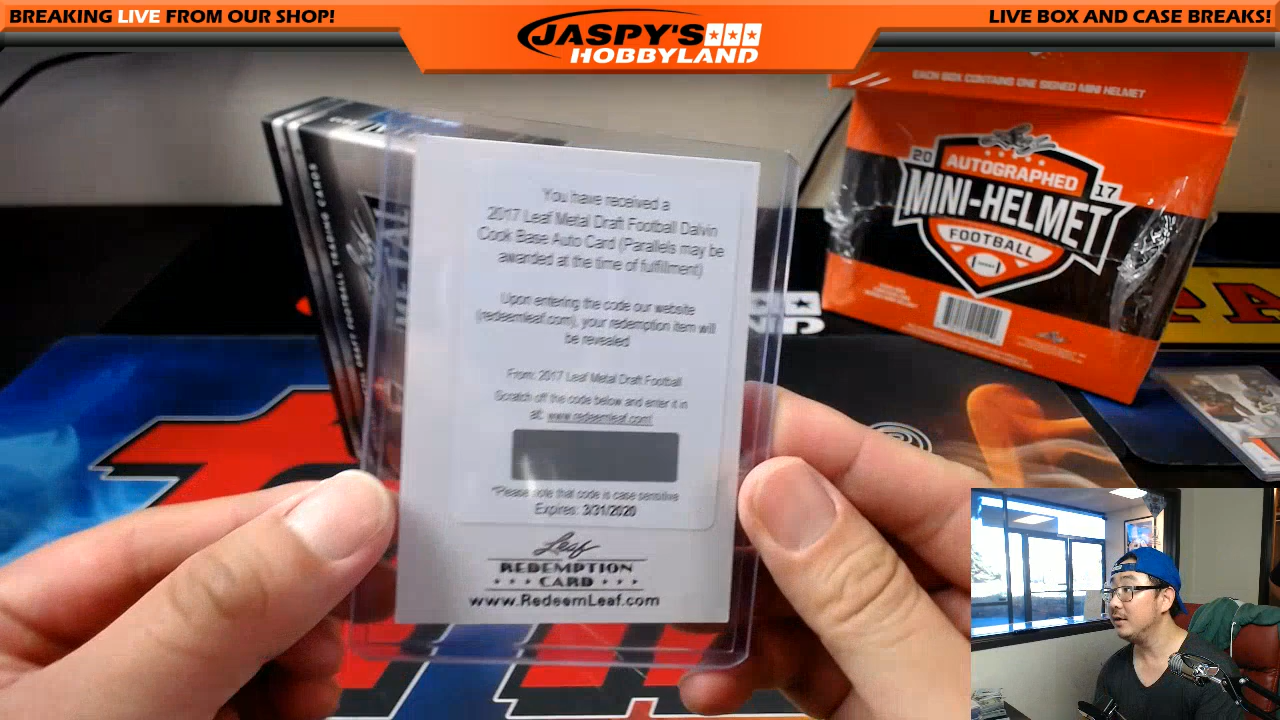 BREAKING LIVE FROM OUR SHOP!
JASPY'S
HOBBYLAND
LIVE BOX AND CASE BREAKS!
EACH BOX CONTAINS ONE SIGNED MINI HELMET
Leaf
20 17
AUTOGRAPHED
MINI-HELMET
FOOTBALL
METAL
You have received a
2017 Leaf Metal Draft Football Dalvin
Cook Base Auto Card (Parallels may be
awarded at the time of fulfillment)
Upon entering the code our website
(redeemleaf.com), your redemption item will
be revealed
From: 2017 Leaf Metal Draft Football
Scratch off the code below and enter it in
at: www.redeemleaf.com!
*Please note that code is case sensitive
Expires: 3/31/2020
Leaf
REDEMPTION
CARD
www.RedeemLeaf.com